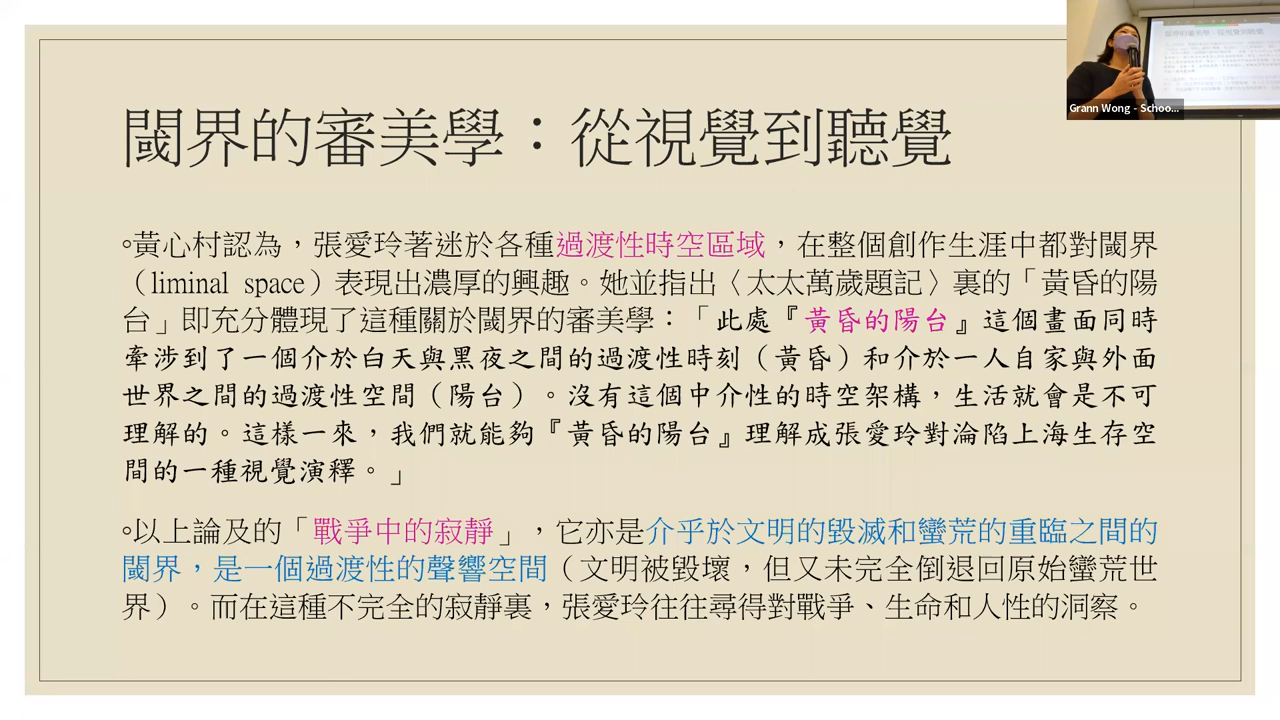 閾界的審美學：從視覺到聽覺
Grann Wong - Schoo...
◦黃心村認為，張愛玲著迷於各種過渡性時空區域，在整個創作生涯中都對閾界
（liminal space）表現出濃厚的興趣。她並指出〈太太萬歲題記〉裏的「黃昏的陽
台」即充分體現了這種關於閾界的審美學：「此處『黃昏的陽台』這個畫面同時
牽涉到了一個介於白天與黑夜之間的過渡性時刻（黃昏）和介於一人自家與外面
世界之間的過渡性空間（陽台）。沒有這個中介性的時空架構，生活就會是不可
理解的。這樣一來，我們就能夠『黃昏的陽台』理解成張愛玲對淪陷上海生存空
間的一種視覺演釋。」
◦以上論及的「戰爭中的寂靜」，它亦是介乎於文明的毀滅和蠻荒的重臨之間的
閾界，是一個過渡性的聲響空間（文明被毀壞，但又未完全倒退回原始蠻荒世
界）。而在這種不完全的寂靜裏，張愛玲往往尋得對戰爭、生命和人性的洞察。